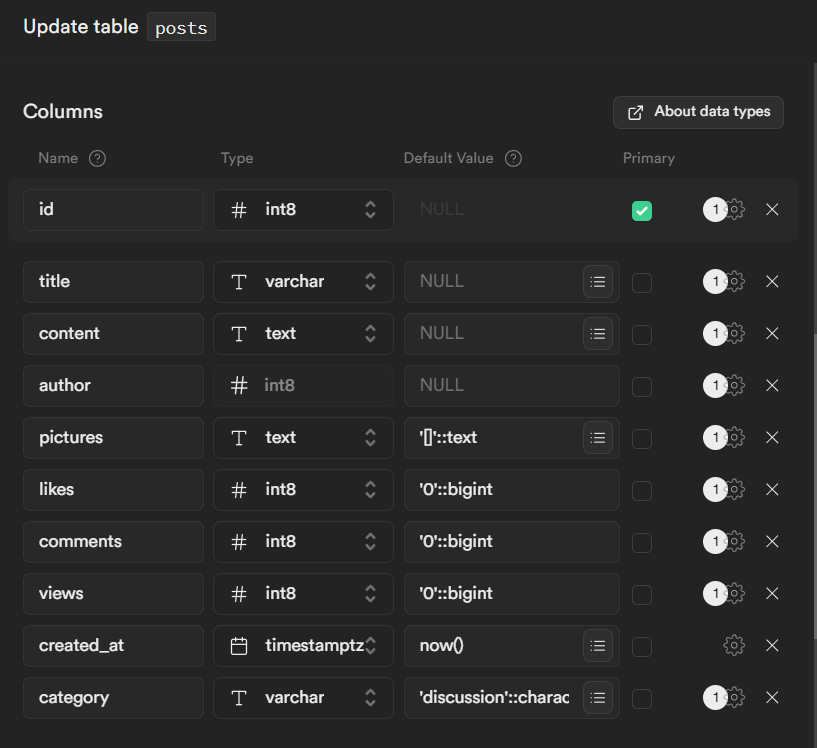 Update table posts
Columns
About data types
Name ? Type Default Value ? Primary
id # int8 NULL 1
title T varchar NULL 1
content T text NULL 1
author # int8 NULL 1
pictures T text '[]'::text 1
likes # int8 '0'::bigint 1
comments # int8 '0'::bigint 1
views # int8 '0'::bigint 1
created_at timestamptz now()
category T varchar 'discussion'::charac 1